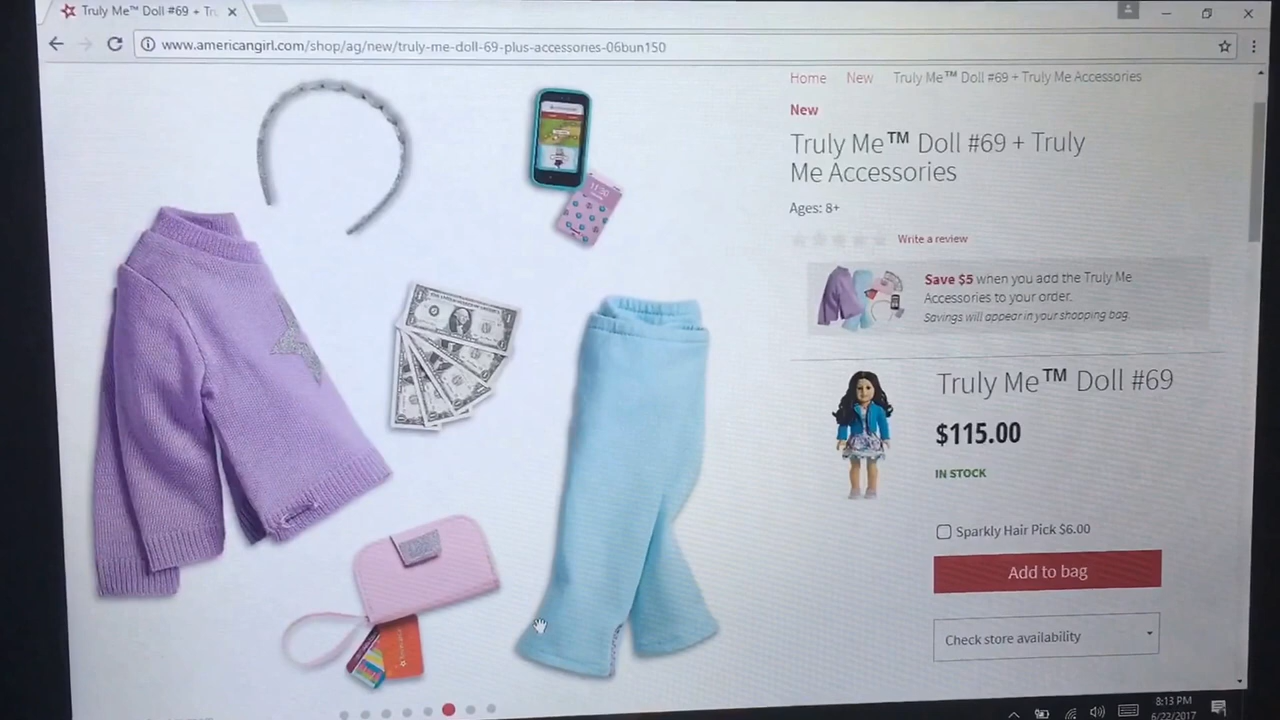 Truly Me™ Doll #69 + Tr
www.americangirl.com/shop/ag/new/truly-me-doll-69-plus-accessories-06bun150
Home New Truly Me™ Doll #69 + Truly Me Accessories
New
Truly Me™ Doll #69 + Truly
Me Accessories
Ages: 8+
Write a review
Save $5 when you add the Truly Me
Accessories to your order.
Savings will appear in your shopping bag.
Truly Me™ Doll #69
$115.00
IN STOCK
Sparkly Hair Pick $6.00
Add to bag
Check store availability
11:30
8:13 PM
6/22/2017